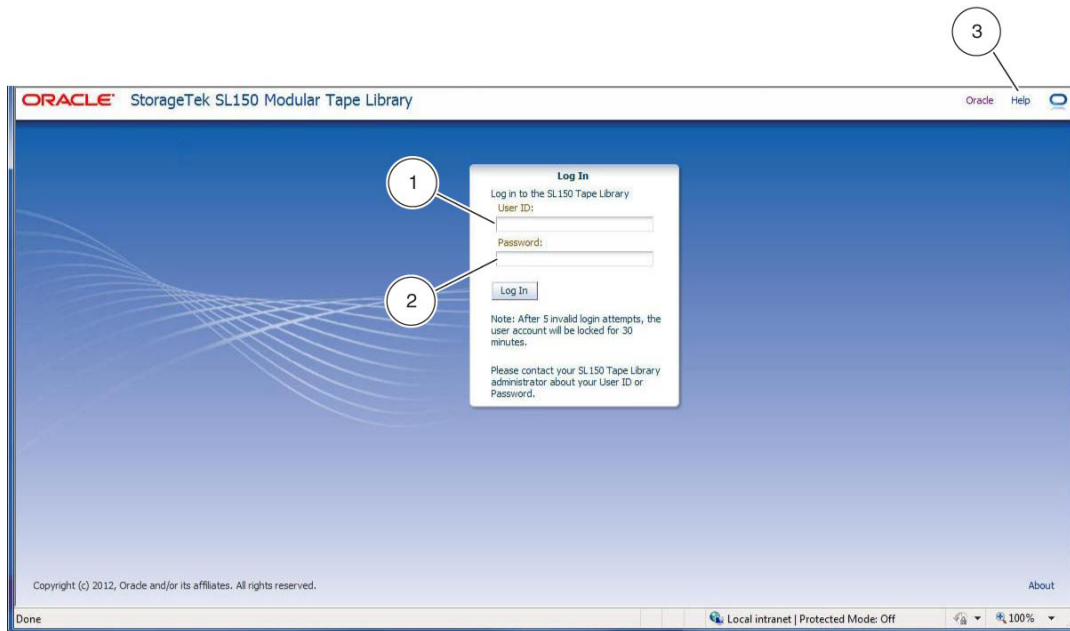 3
ORACLE® StorageTek SL150 Modular Tape Library
Oracle Help
1
Log In
Log in to the SL150 Tape Library
User ID:
Password:
2
Log In
Note: After 5 invalid login attempts, the
user account will be locked for 30
minutes.
Please contact your SL150 Tape Library
administrator about your User ID or
Password.
Copyright (c) 2012, Oracle and/or its affiliates. All rights reserved.
About
Done
Local intranet | Protected Mode: Off
100%